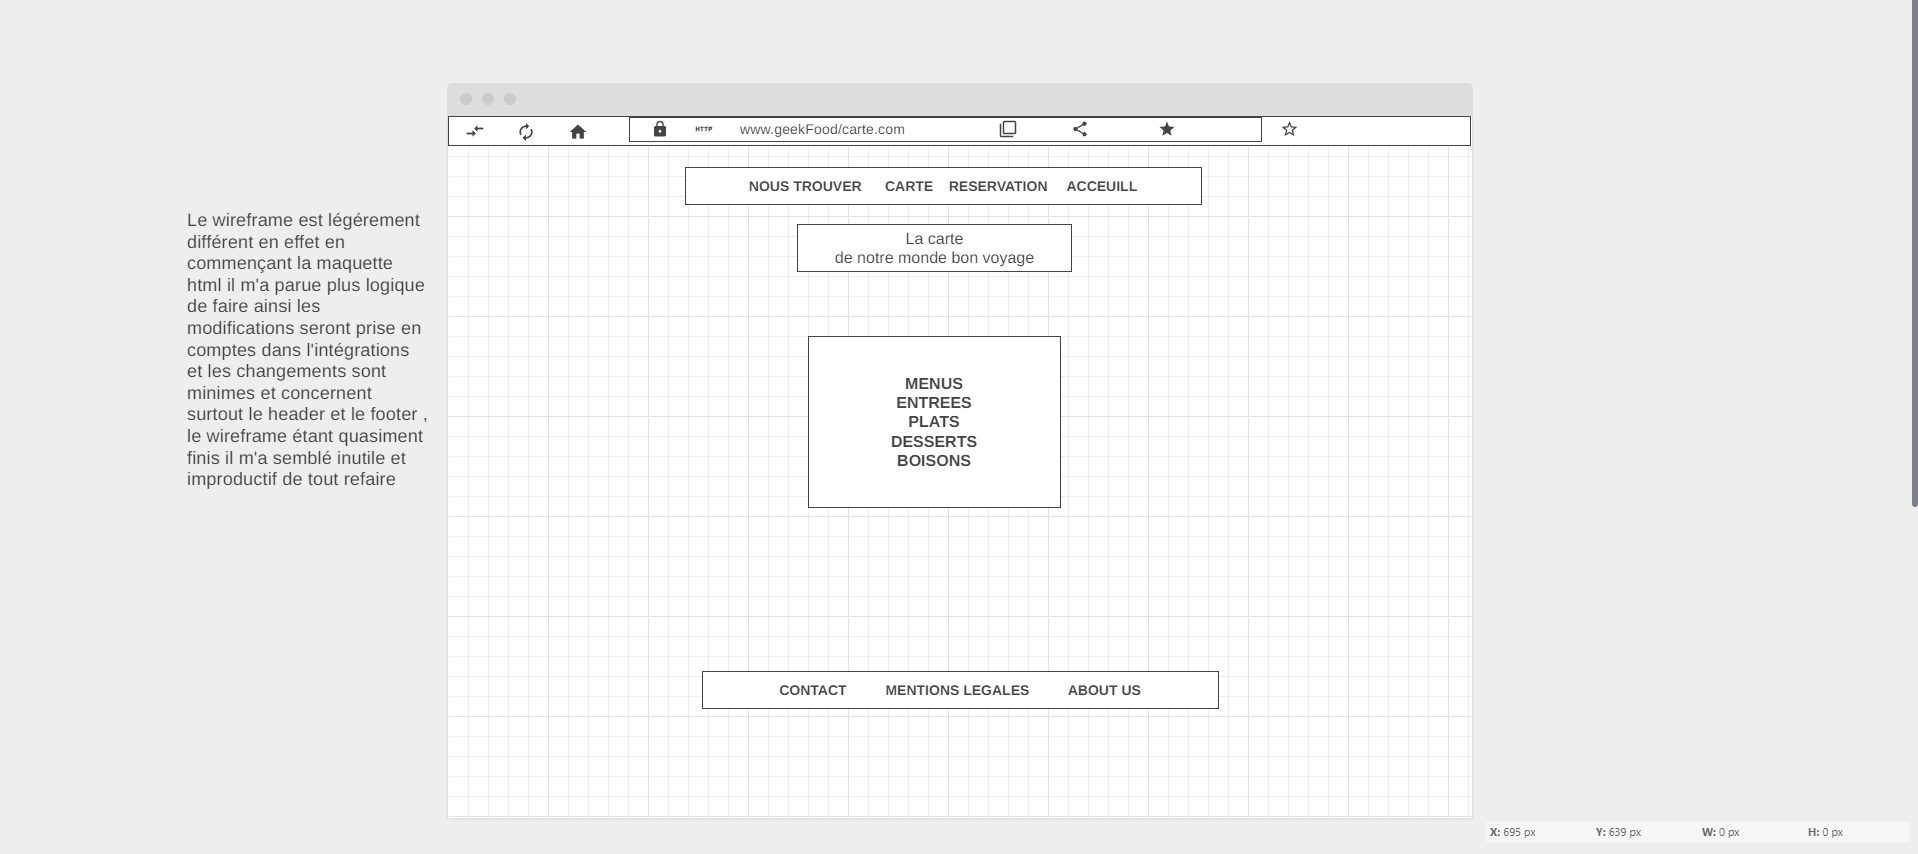 HTTP www.geekFood/carte.com
NOUS TROUVER CARTE RESERVATION ACCEUILL
La carte
de notre monde bon voyage
Le wireframe est légérement
différent en effet en
commençant la maquette
html il m'a parue plus logique
de faire ainsi les
modifications seront prise en
comptes dans l'intégrations
et les changements sont
minimes et concernent
surtout le header et le footer ,
le wireframe étant quasiment
finis il m'a semblé inutile et
improductif de tout refaire
MENUS
ENTREES
PLATS
DESSERTS
BOISONS
CONTACT MENTIONS LEGALES ABOUT US
X: 695 px Y: 639 px W: 0 px H: 0 px